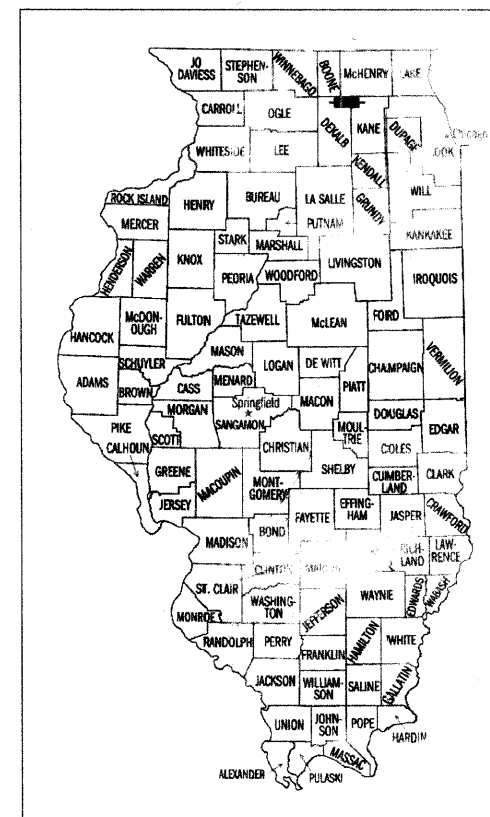 JO
DAVIESS
STEPHEN-
SON
WINNEBAGO
BOONE
McHENRY
LAKE
CARROLL
OGLE
DEKALB
KANE
DUPAGE
Chicago
WHITESIDE
LEE
KENDALL
WILL
ROCK ISLAND
HENRY
BUREAU
LA SALLE
GRUNDY
MERCER
PUTNAM
KANKAKEE
STARK
MARSHALL
HENDERSON
WARREN
KNOX
PEORIA
WOODFORD
LIVINGSTON
IROQUOIS
HANCOCK
McDON-
OUGH
FULTON
TAZEWELL
McLEAN
MASON
SCHUYLER
LOGAN
DE WITT
CHAMPAIGN
VERMILION
ADAMS
BROWN
CASS
MENARD
PIATT
MACON
MORGAN
Springfield
SANGAMON
DOUGLAS
EDGAR
PIKE
SCOTT
CHRISTIAN
MOUL-
TRIE
COLES
CALHOUN
GREENE
MACOUPIN
MONT-
GOMERY
SHELBY
CUMBER-
LAND
CLARK
JERSEY
FAYETTE
EFFING-
HAM
JASPER
CRAWFORD
MADISON
BOND
RICH-
LAND
LAW-
RENCE
CLINTON
ST. CLAIR
WASHING-
TON
JEFFERSON
WAYNE
EDWARDS
WABASH
MONROE
RANDOLPH
PERRY
FRANKLIN
HAMILTON
WHITE
JACKSON
WILLIAM-
SON
SALINE
GALLATIN
UNION
JOHN-
SON
POPE
HARDIN
MASSAC
ALEXANDER
PULASKI